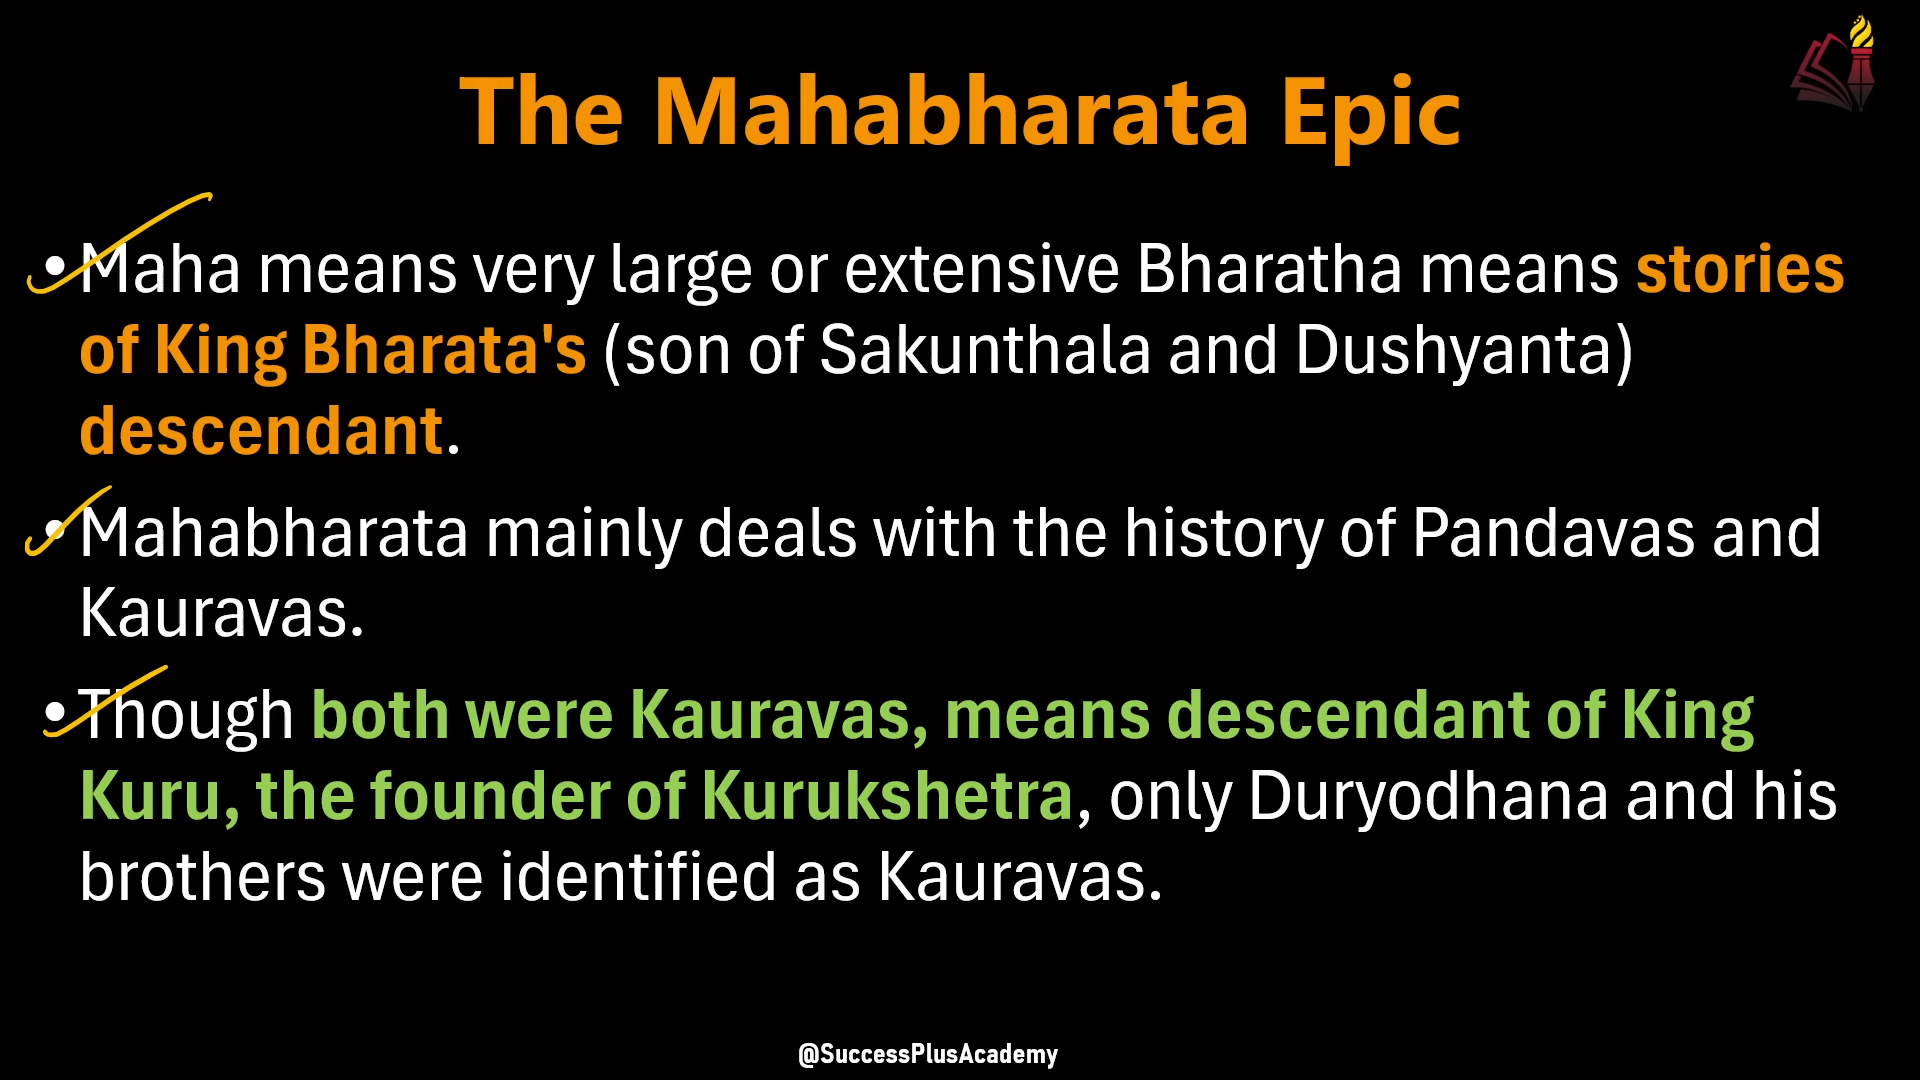 The Mahabharata Epic
• Maha means very large or extensive Bharatha means stories
of King Bharata's (son of Sakunthala and Dushyanta)
descendant.
• Mahabharata mainly deals with the history of Pandavas and
Kauravas.
• Though both were Kauravas, means descendant of King
Kuru, the founder of Kurukshetra, only Duryodhana and his
brothers were identified as Kauravas.
@SuccessPlusAcademy